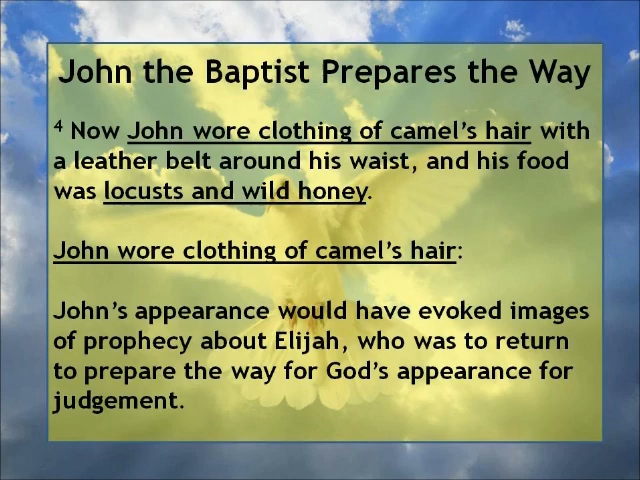 John the Baptist Prepares the Way
⁴ Now John wore clothing of camel’s hair with
a leather belt around his waist, and his food
was locusts and wild honey.
John wore clothing of camel’s hair:
John’s appearance would have evoked images
of prophecy about Elijah, who was to return
to prepare the way for God’s appearance for
judgement.